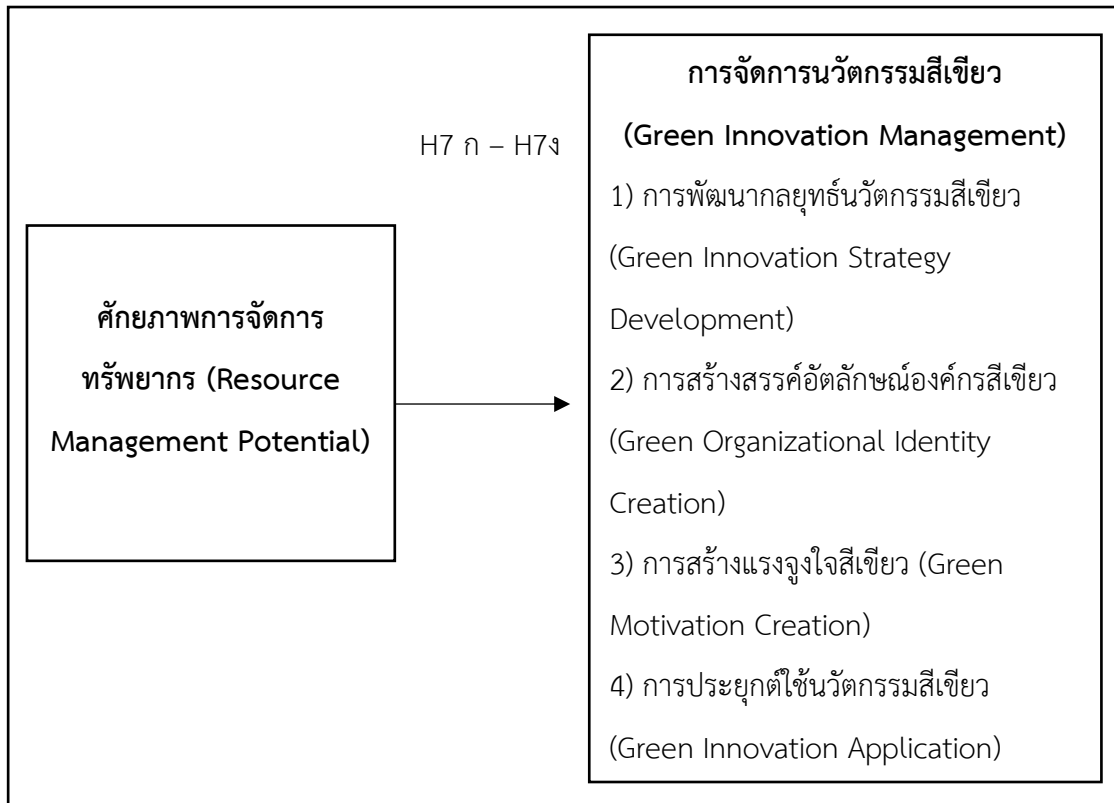 H7 ก – H7ง
ศักยภาพการจัดการ
ทรัพยากร (Resource
Management Potential)
การจัดการนวัตกรรมสีเขียว
(Green Innovation Management)
1) การพัฒนากลยุทธ์นวัตกรรมสีเขียว
(Green Innovation Strategy
Development)
2) การสร้างสรรค์อัตลักษณ์องค์กรสีเขียว
(Green Organizational Identity
Creation)
3) การสร้างแรงจูงใจสีเขียว (Green
Motivation Creation)
4) การประยุกต์ใช้นวัตกรรมสีเขียว
(Green Innovation Application)